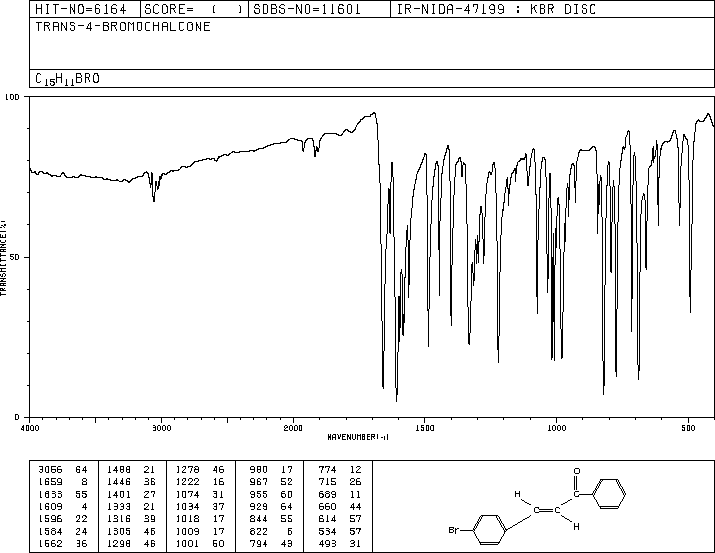 HIT-NO=6164 SCORE= ( ) SDBS-NO=11601 IR-NIDA-47199 : KBR DISC
TRANS-4-BROMOCHALCONE
C15H11BRO
100
50
0
TRANSMITTANCE(%)
4000 3000 2000 1500 1000 500
WAVENUMBER(-1)
3066 64 1488 21 1278 46 980 17 774 12
1659 8 1446 36 1222 16 967 52 715 26
1633 55 1401 27 1074 31 955 60 689 11
1609 4 1333 21 1034 37 929 64 660 44
1596 22 1316 39 1018 17 844 55 614 57
1584 24 1305 46 1009 17 822 6 534 57
1562 36 1298 46 1001 60 794 43 493 31
O
H C
C C
H
Br